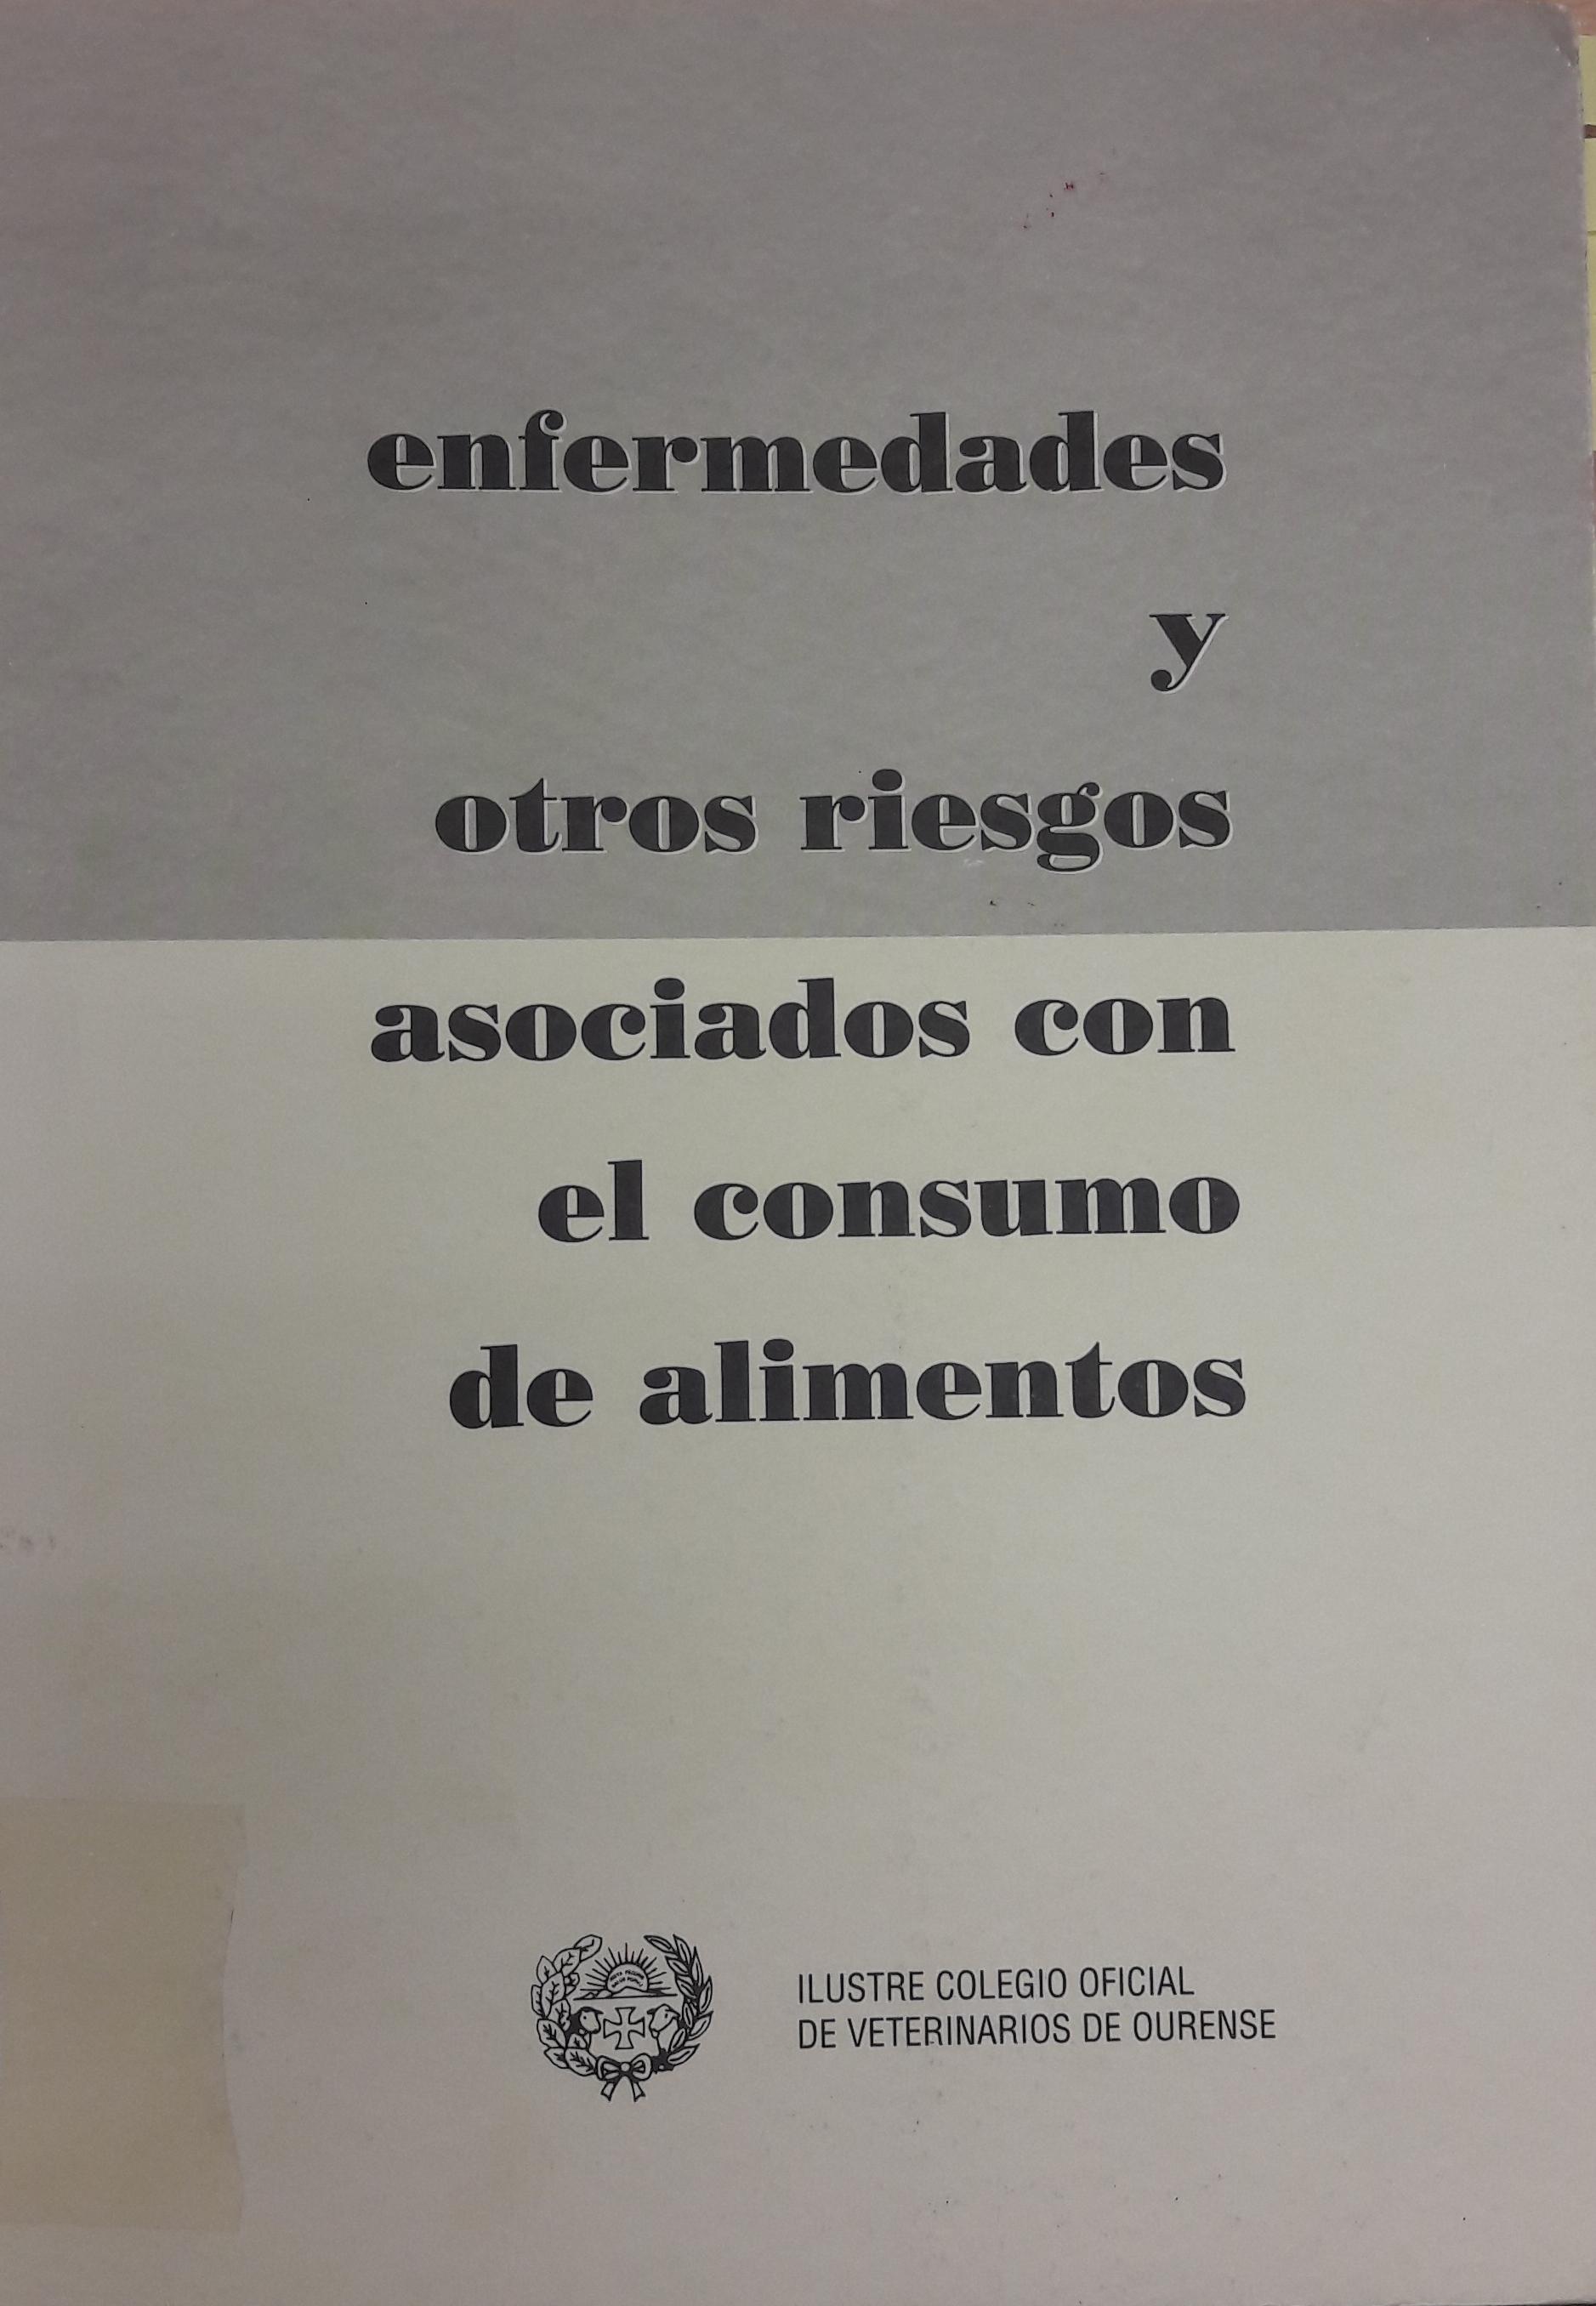 enfermedades
y
otros riesgos
asociados con
el consumo
de alimentos
ILUSTRE COLEGIO OFICIAL
DE VETERINARIOS DE OURENSE